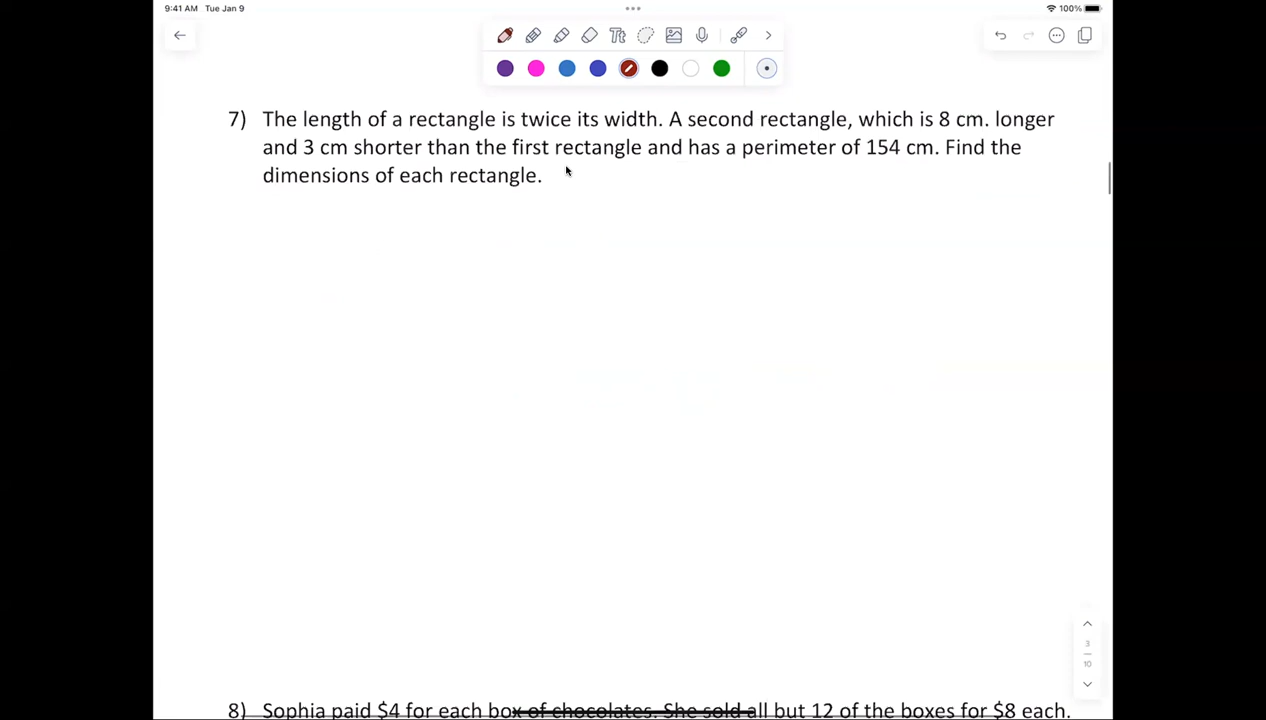 9:41 AM Tue Jan 9
100%
Tt
7) The length of a rectangle is twice its width. A second rectangle, which is 8 cm. longer
and 3 cm shorter than the first rectangle and has a perimeter of 154 cm. Find the
dimensions of each rectangle.
3
10
8) Sophia paid $4 for each box of chocolates. She sold all but 12 of the boxes for $8 each.